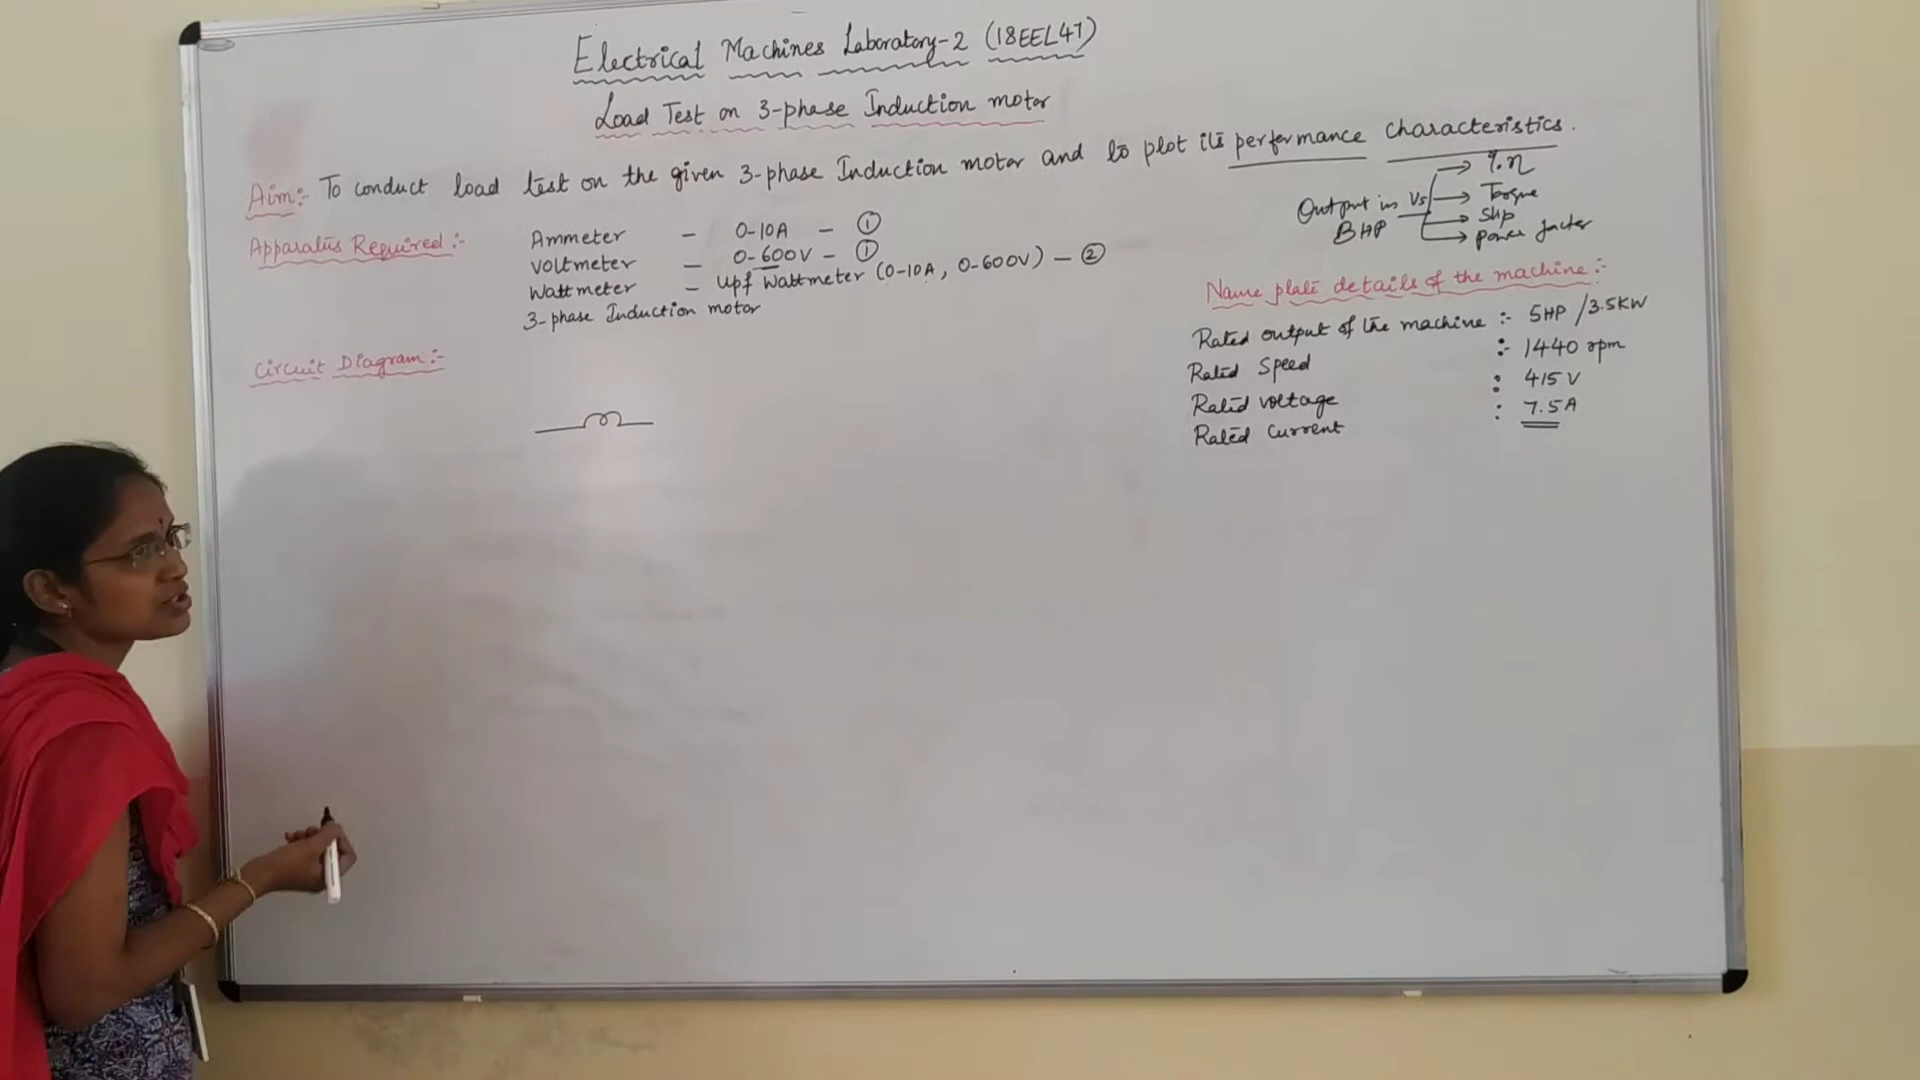 Electrical Machines Laboratory-2 (18EEL47)
Load Test on 3-phase Induction motor
Aim:- To conduct load test on the given 3-phase Induction motor and to plot its performance characteristics.
Output in BHP Vs
%η
Torque
Slip
Power factor
Apparatus Required:-
Ammeter - 0-10A - ①
Voltmeter - 0-600V - ①
Wattmeter - upf Wattmeter (0-10A, 0-600V) - ②
3-phase Induction motor
Name plate details of the machine:-
Rated output of the machine :- 5HP /3.5KW
Rated Speed :- 1440 rpm
Rated voltage : 415 V
Rated Current : 7.5A
Circuit Diagram:-